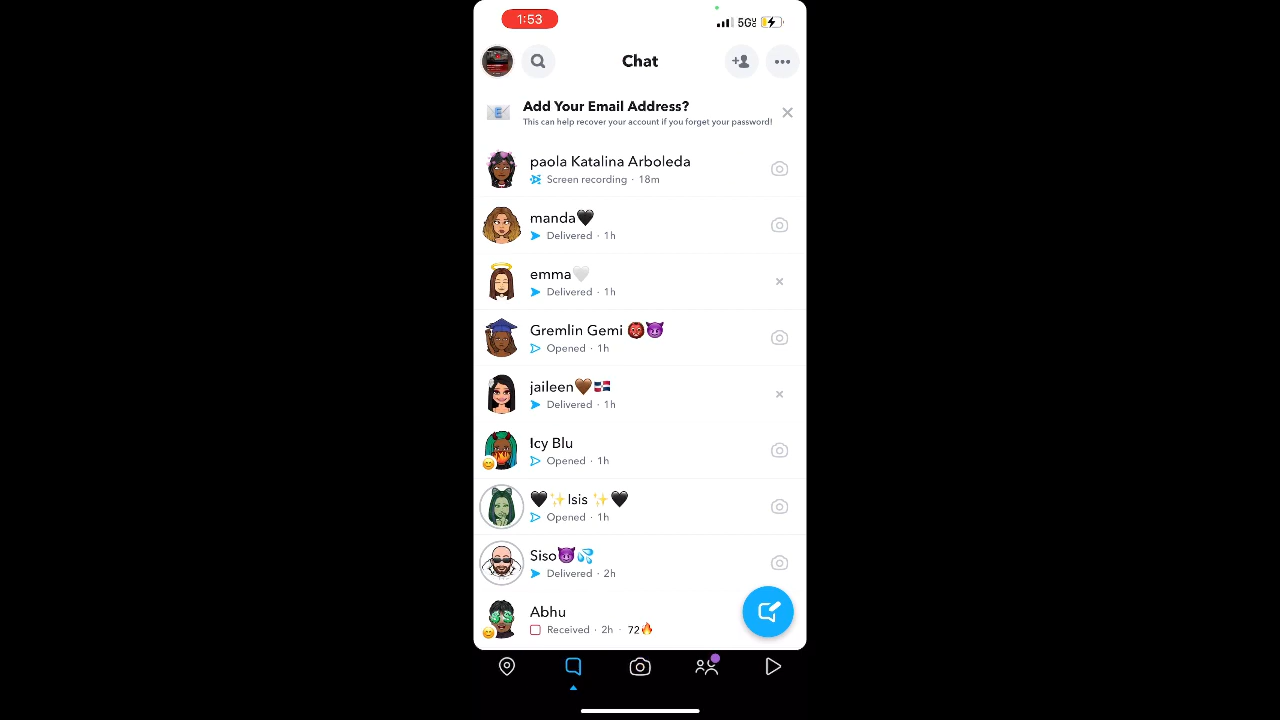 1:53 5G
Chat
Add Your Email Address?
This can help recover your account if you forget your password!
paola Katalina Arboleda
Screen recording · 18m
manda🖤
Delivered · 1h
emma🤍
Delivered · 1h
Gremlin Gemi 👹😈
Opened · 1h
jaileen🤎🇩🇴
Delivered · 1h
Icy Blu
Opened · 1h
🖤✨Isis ✨🖤
Opened · 1h
Siso😈💦
Delivered · 2h
Abhu
Received · 2h · 72🔥